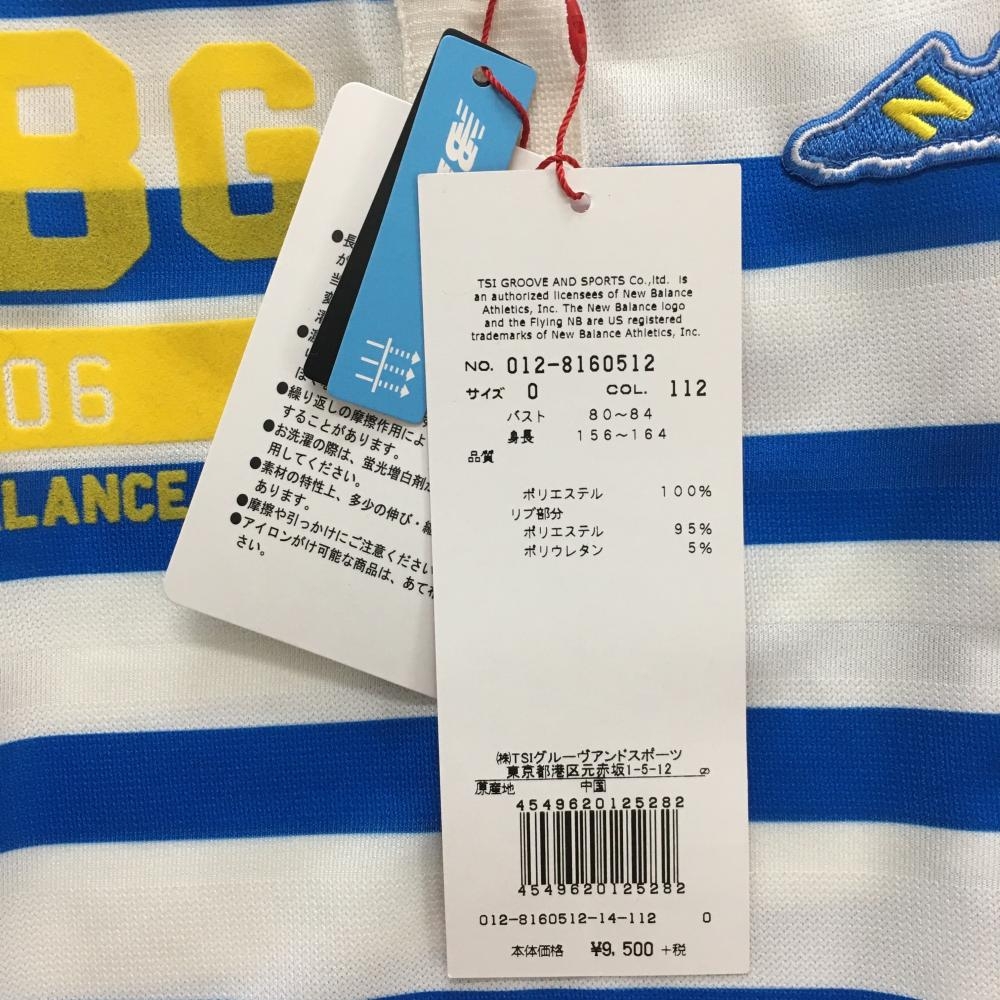 BG
06
LANCE
N
NB
●長
が
●繰り返しの摩擦作用によ
することがあります。
●お洗濯の際は、蛍光増白剤が
用してください。
●素材の特性上、多少の伸び・縮
あります。
●摩擦や引っかけにご注意ください
●アイロンがけ可能な商品は、あて布
さい。
TSI GROOVE AND SPORTS Co.,ltd. is
an authorized licensees of New Balance
Athletics, Inc. The New Balance logo
and the Flying NB are US registered
trademarks of New Balance Athletics, Inc.
NO. 012-8160512
サイズ 0 COL. 112
バスト 80～84
身長 156～164
品質
ポリエステル 100%
リブ部分
ポリエステル 95%
ポリウレタン 5%
(株)TSIグルーヴアンドスポーツ
東京都港区元赤坂1-5-12
原産地 中国
4549620125282
4549620125282
012-8160512-14-112 0
本体価格 ¥9,500+税